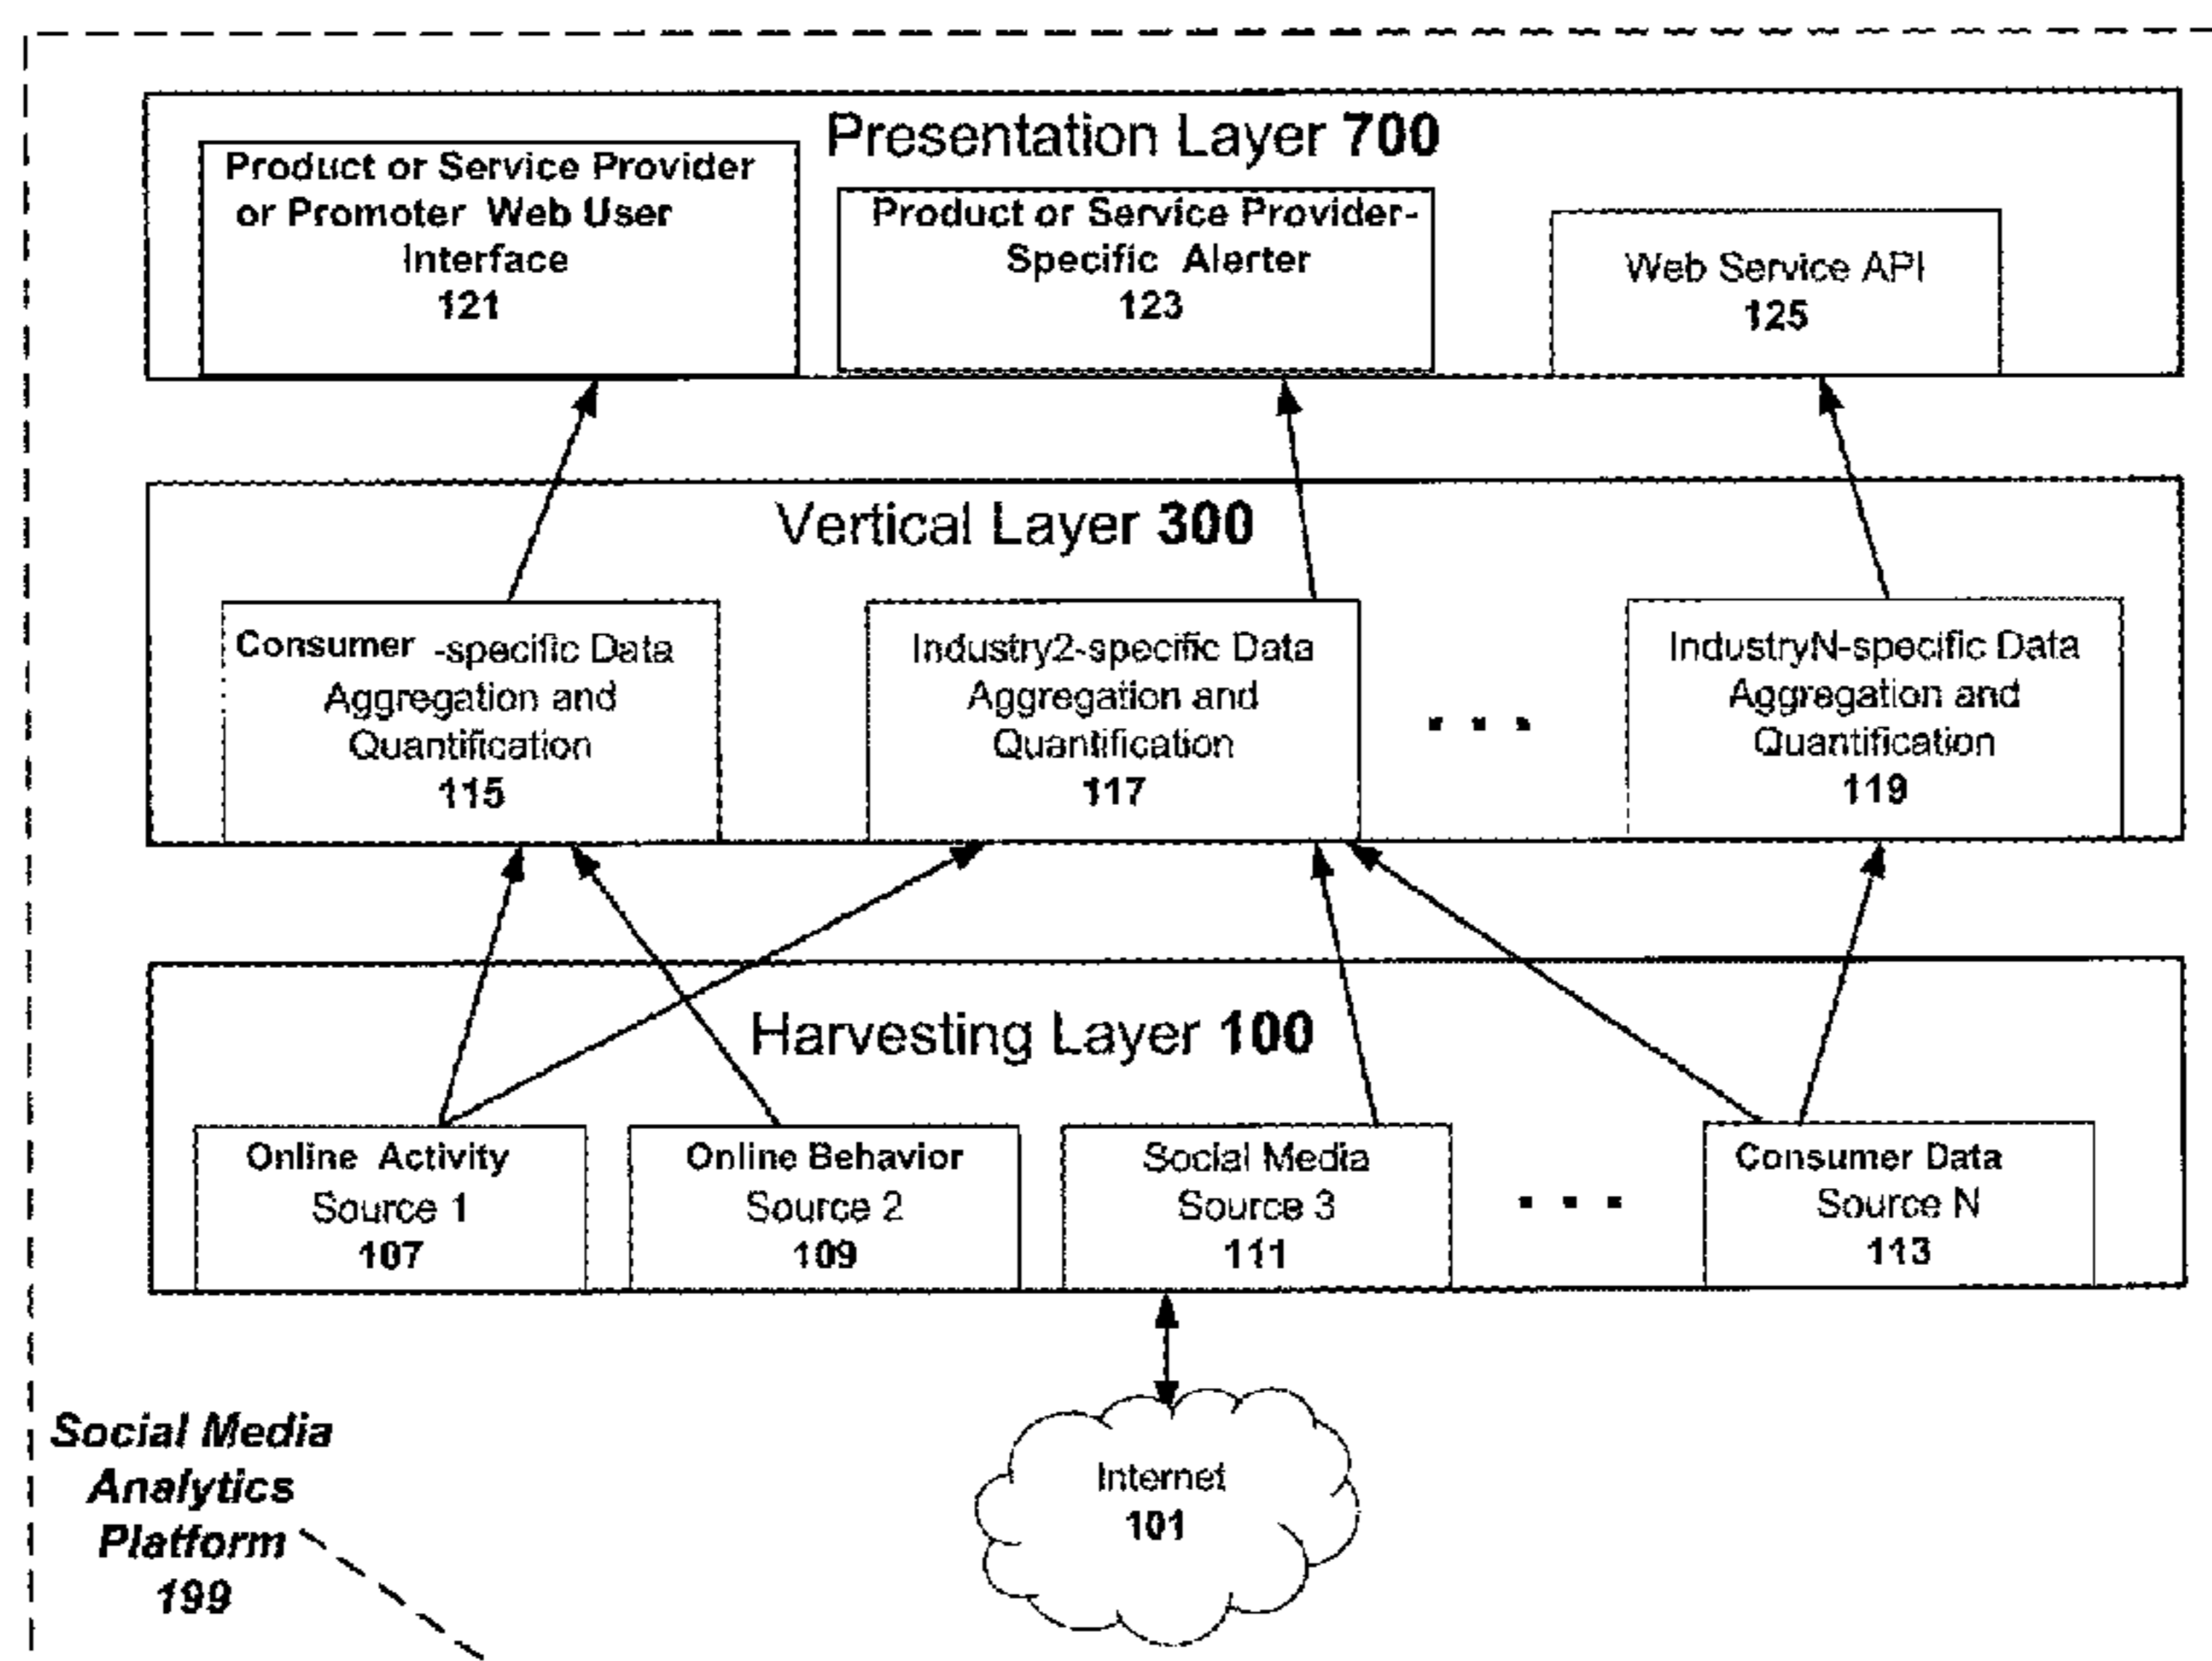 Presentation Layer 700
Product or Service Provider
or Promoter Web User
Interface
121
Product or Service Provider-
Specific Alerter
123
Web Service API
125
Vertical Layer 300
Consumer -specific Data
Aggregation and
Quantification
115
Industry2-specific Data
Aggregation and
Quantification
117
. . .
IndustryN-specific Data
Aggregation and
Quantification
119
Harvesting Layer 100
Online Activity
Source 1
107
Online Behavior
Source 2
109
Social Media
Source 3
111
. . .
Consumer Data
Source N
113
Internet
101
Social Media
Analytics
Platform
199